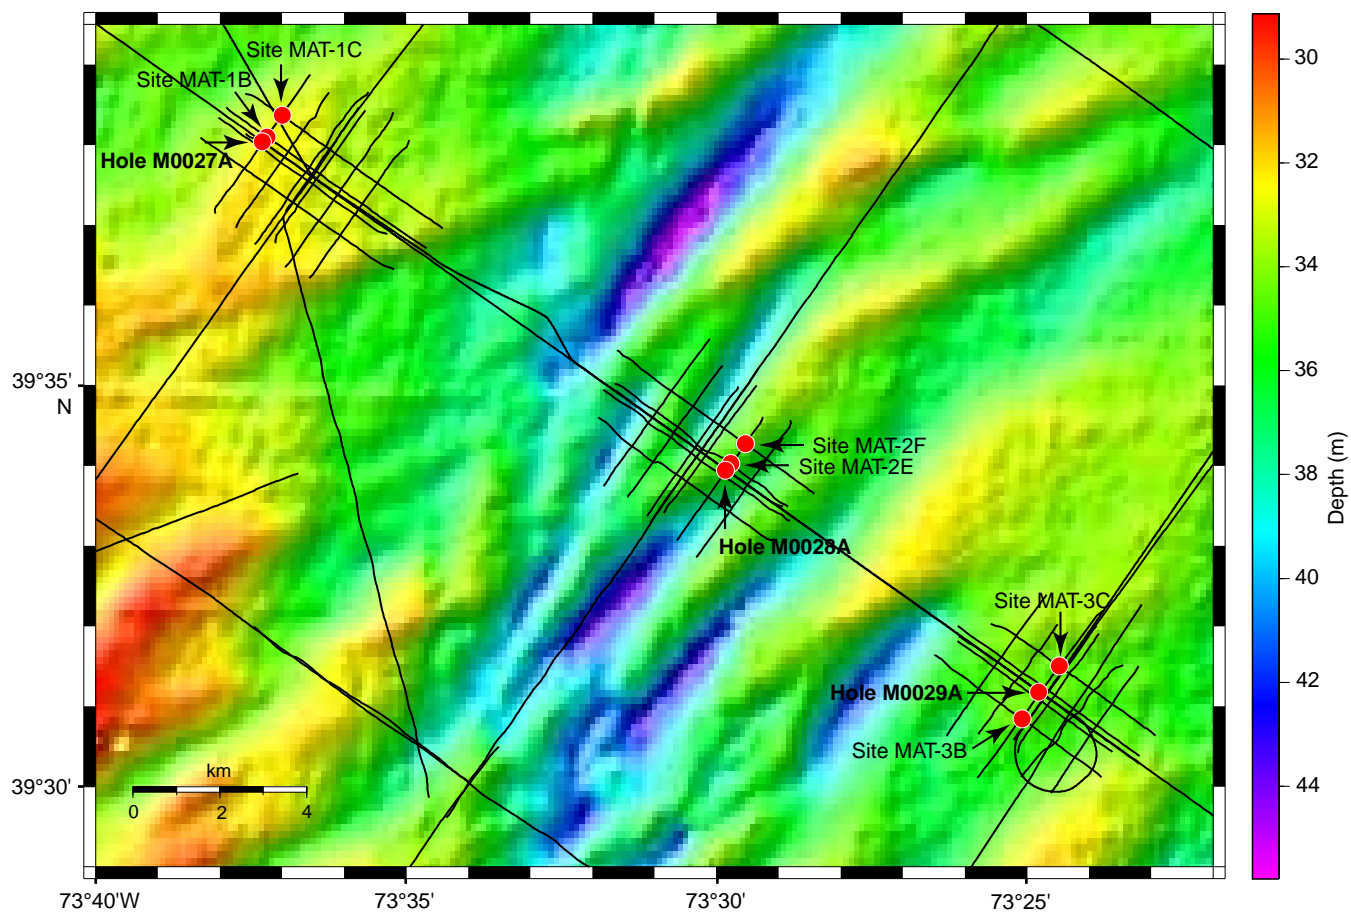 Site MAT-1C
Site MAT-1B
Hole M0027A
39°35'
N
Site MAT-2F
Site MAT-2E
Hole M0028A
Site MAT-3C
Hole M0029A
Site MAT-3B
39°30'
km
0 2 4
73°40'W 73°35' 73°30' 73°25'
30
32
34
36
38
40
42
44
Depth (m)